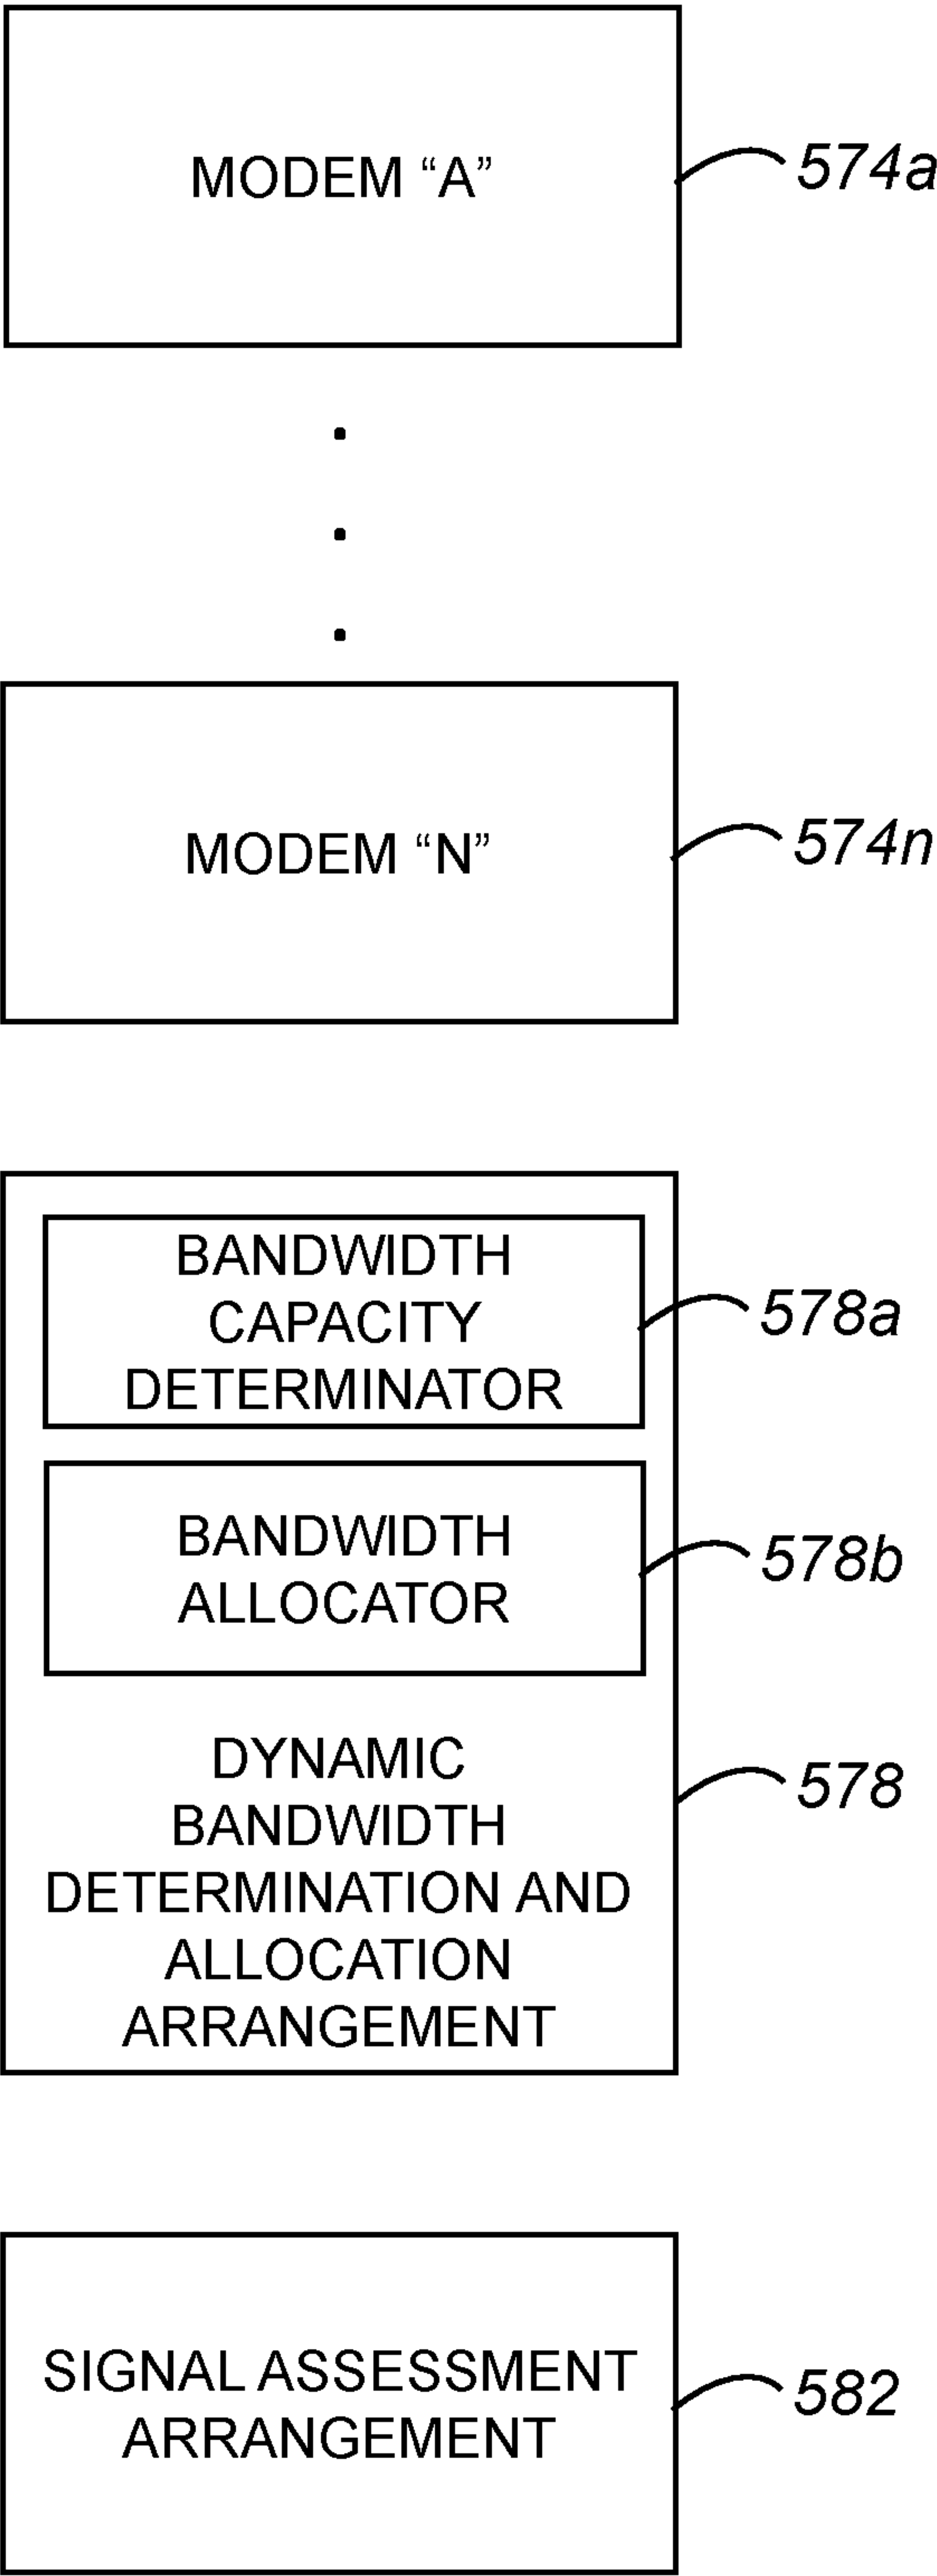 MODEM “A”
574a
MODEM “N”
574n
BANDWIDTH
CAPACITY
DETERMINATOR
578a
BANDWIDTH
ALLOCATOR
578b
DYNAMIC
BANDWIDTH
DETERMINATION AND
ALLOCATION
ARRANGEMENT
578
SIGNAL ASSESSMENT
ARRANGEMENT
582